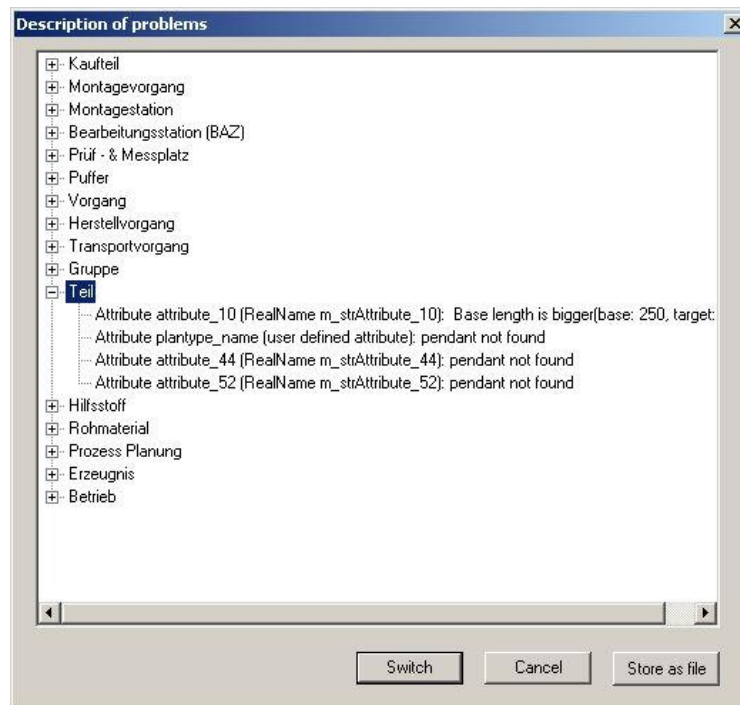 Description of problems
Kaufteil
Montagevorgang
Montagestation
Bearbeitungsstation (BAZ)
Prüf - & Messplatz
Puffer
Vorgang
Herstellvorgang
Transportvorgang
Gruppe
Teil
Attribute attribute_10 (RealName m_strAttribute_10): Base length is bigger(base: 250, target:
Attribute plantype_name (user defined attribute): pendant not found
Attribute attribute_44 (RealName m_strAttribute_44): pendant not found
Attribute attribute_52 (RealName m_strAttribute_52): pendant not found
Hilfsstoff
Rohmaterial
Prozess Planung
Erzeugnis
Betrieb
Switch Cancel Store as file